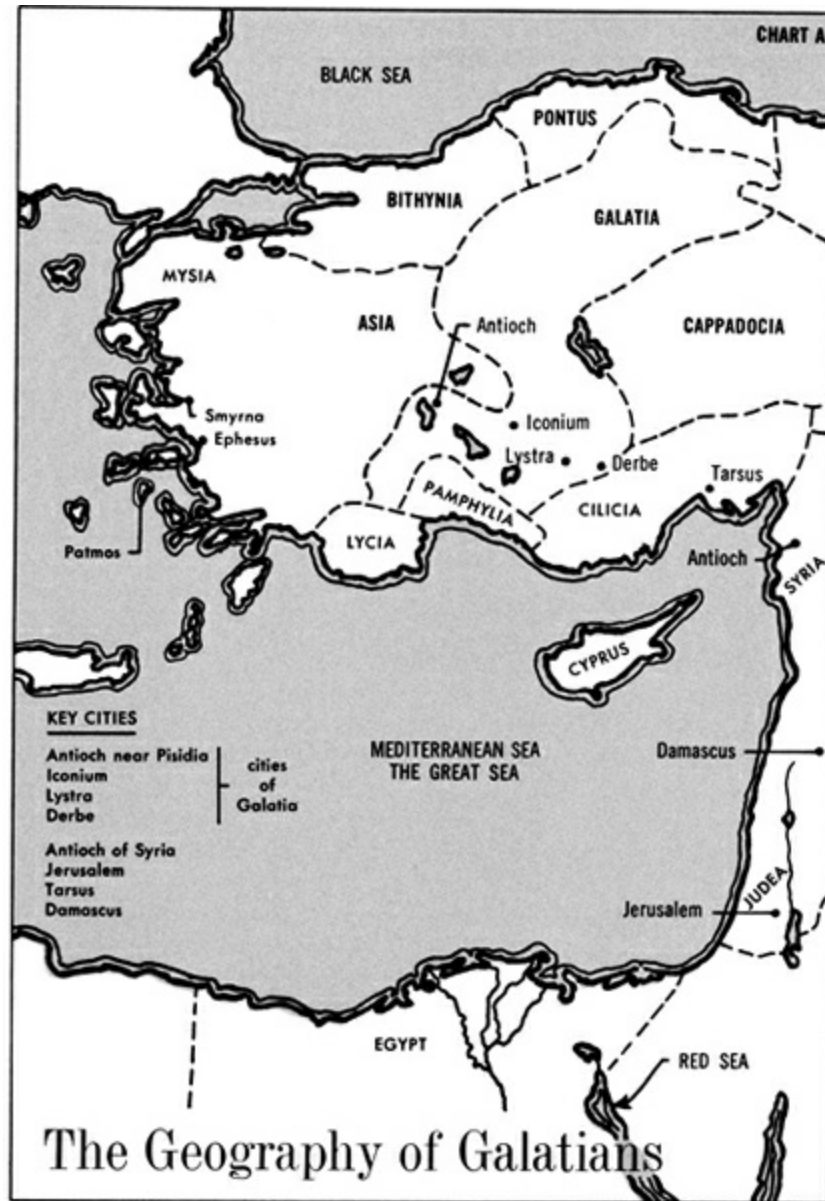 CHART A
BLACK SEA
PONTUS
BITHYNIA
GALATIA
MYSIA
ASIA
Antioch
CAPPADOCIA
Smyrna
Ephesus
Iconium
Lystra
Derbe
Tarsus
PAMPHYLIA
CILICIA
Patmos
LYCIA
Antioch
SYRIA
CYPRUS
KEY CITIES
Antioch near Pisidia
Iconium
Lystra
Derbe
cities
of
Galatia
Antioch of Syria
Jerusalem
Tarsus
Damascus
MEDITERRANEAN SEA
THE GREAT SEA
Damascus
JUDEA
Jerusalem
EGYPT
RED SEA
The Geography of Galatians